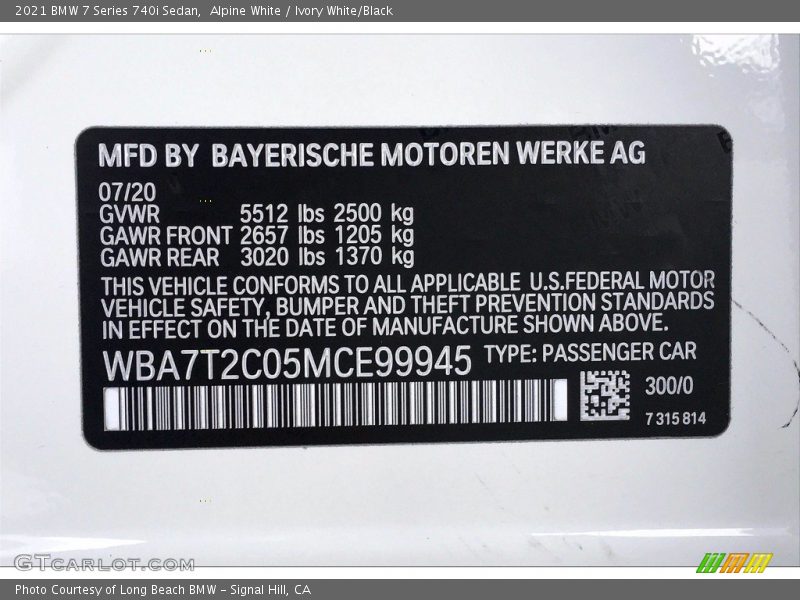 2021 BMW 7 Series 740i Sedan,  Alpine White / Ivory White/Black
MFD BY BAYERISCHE MOTOREN WERKE AG
07/20
GVWR 5512 lbs 2500 kg
GAWR FRONT 2657 lbs 1205 kg
GAWR REAR 3020 lbs 1370 kg
THIS VEHICLE CONFORMS TO ALL APPLICABLE U.S.FEDERAL MOTOR
VEHICLE SAFETY, BUMPER AND THEFT PREVENTION STANDARDS
IN EFFECT ON THE DATE OF MANUFACTURE SHOWN ABOVE.
WBA7T2C05MCE99945 TYPE: PASSENGER CAR
300/0
7 315 814
GTCARLOT.COM
Photo Courtesy of Long Beach BMW - Signal Hill, CA